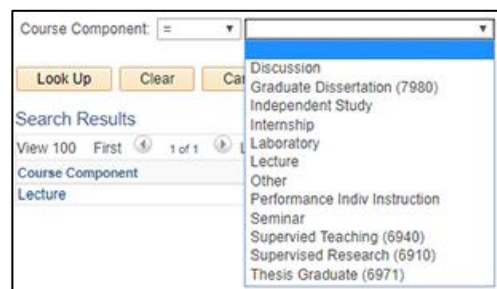 Course Component: =
Look Up Clear Ca
Search Results
View 100 First 1 of 1 L
Course Component
Lecture
Discussion
Graduate Dissertation (7980)
Independent Study
Internship
Laboratory
Lecture
Other
Performance Indiv Instruction
Seminar
Supervied Teaching (6940)
Supervised Research (6910)
Thesis Graduate (6971)